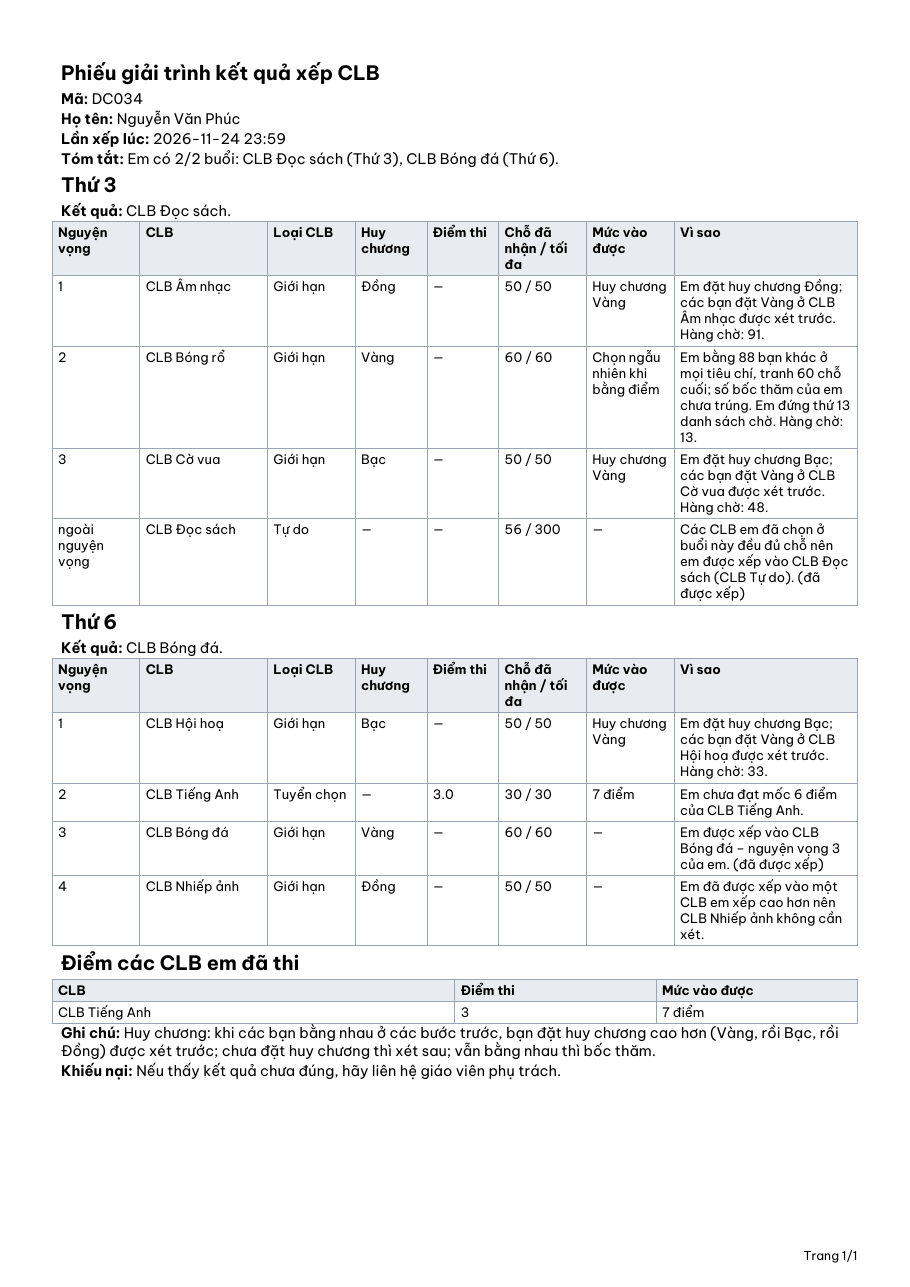 Phiếu giải trình kết quả xếp CLB
Mã: DC034
Họ tên: Nguyễn Văn Phúc
Lần xếp lúc: 2026-11-24 23:59
Tóm tắt: Em có 2/2 buổi: CLB Đọc sách (Thứ 3), CLB Bóng đá (Thứ 6).
Thứ 3
Kết quả: CLB Đọc sách.
Nguyện vọng | CLB | Loại CLB | Huy chương | Điểm thi | Chỗ đã nhận / tối đa | Mức vào được | Vì sao
1 | CLB Âm nhạc | Giới hạn | Đồng | — | 50 / 50 | Huy chương Vàng | Em đặt huy chương Đồng; các bạn đặt Vàng ở CLB Âm nhạc được xét trước. Hàng chờ: 91.
2 | CLB Bóng rổ | Giới hạn | Vàng | — | 60 / 60 | Chọn ngẫu nhiên khi bằng điểm | Em bằng 88 bạn khác ở mọi tiêu chí, tranh 60 chỗ cuối; số bốc thăm của em chưa trúng. Em đứng thứ 13 danh sách chờ. Hàng chờ: 13.
3 | CLB Cờ vua | Giới hạn | Bạc | — | 50 / 50 | Huy chương Vàng | Em đặt huy chương Bạc; các bạn đặt Vàng ở CLB Cờ vua được xét trước. Hàng chờ: 48.
ngoài nguyện vọng | CLB Đọc sách | Tự do | — | — | 56 / 300 | — | Các CLB em đã chọn ở buổi này đều đủ chỗ nên em được xếp vào CLB Đọc sách (CLB Tự do). (đã được xếp)
Thứ 6
Kết quả: CLB Bóng đá.
Nguyện vọng | CLB | Loại CLB | Huy chương | Điểm thi | Chỗ đã nhận / tối đa | Mức vào được | Vì sao
1 | CLB Hội hoạ | Giới hạn | Bạc | — | 50 / 50 | Huy chương Vàng | Em đặt huy chương Bạc; các bạn đặt Vàng ở CLB Hội hoạ được xét trước. Hàng chờ: 33.
2 | CLB Tiếng Anh | Tuyển chọn | — | 3.0 | 30 / 30 | 7 điểm | Em chưa đạt mốc 6 điểm của CLB Tiếng Anh.
3 | CLB Bóng đá | Giới hạn | Vàng | — | 60 / 60 | — | Em được xếp vào CLB Bóng đá – nguyện vọng 3 của em. (đã được xếp)
4 | CLB Nhiếp ảnh | Giới hạn | Đồng | — | 50 / 50 | — | Em đã được xếp vào một CLB em xếp cao hơn nên CLB Nhiếp ảnh không cần xét.
Điểm các CLB em đã thi
CLB | Điểm thi | Mức vào được
CLB Tiếng Anh | 3 | 7 điểm
Ghi chú: Huy chương: khi các bạn bằng nhau ở các bước trước, bạn đặt huy chương cao hơn (Vàng, rồi Bạc, rồi
Đồng) được xét trước; chưa đặt huy chương thì xét sau; vẫn bằng nhau thì bốc thăm.
Khiếu nại: Nếu thấy kết quả chưa đúng, hãy liên hệ giáo viên phụ trách.
Trang 1/1